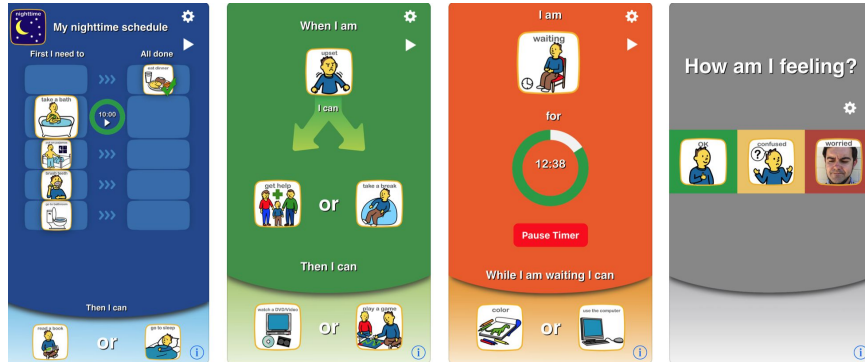 nighttime
My nighttime schedule
First I need to
All done
eat dinner
take a bath
10:00
brush teeth
go to bathroom
Then I can
read a book
or
go to sleep
When I am
upset
I can
get help
or
take a break
Then I can
watch a DVD/Video
or
play a game
I am
waiting
for
12:38
Pause Timer
While I am waiting I can
color
or
use the computer
How am I feeling?
OK
confused
worried